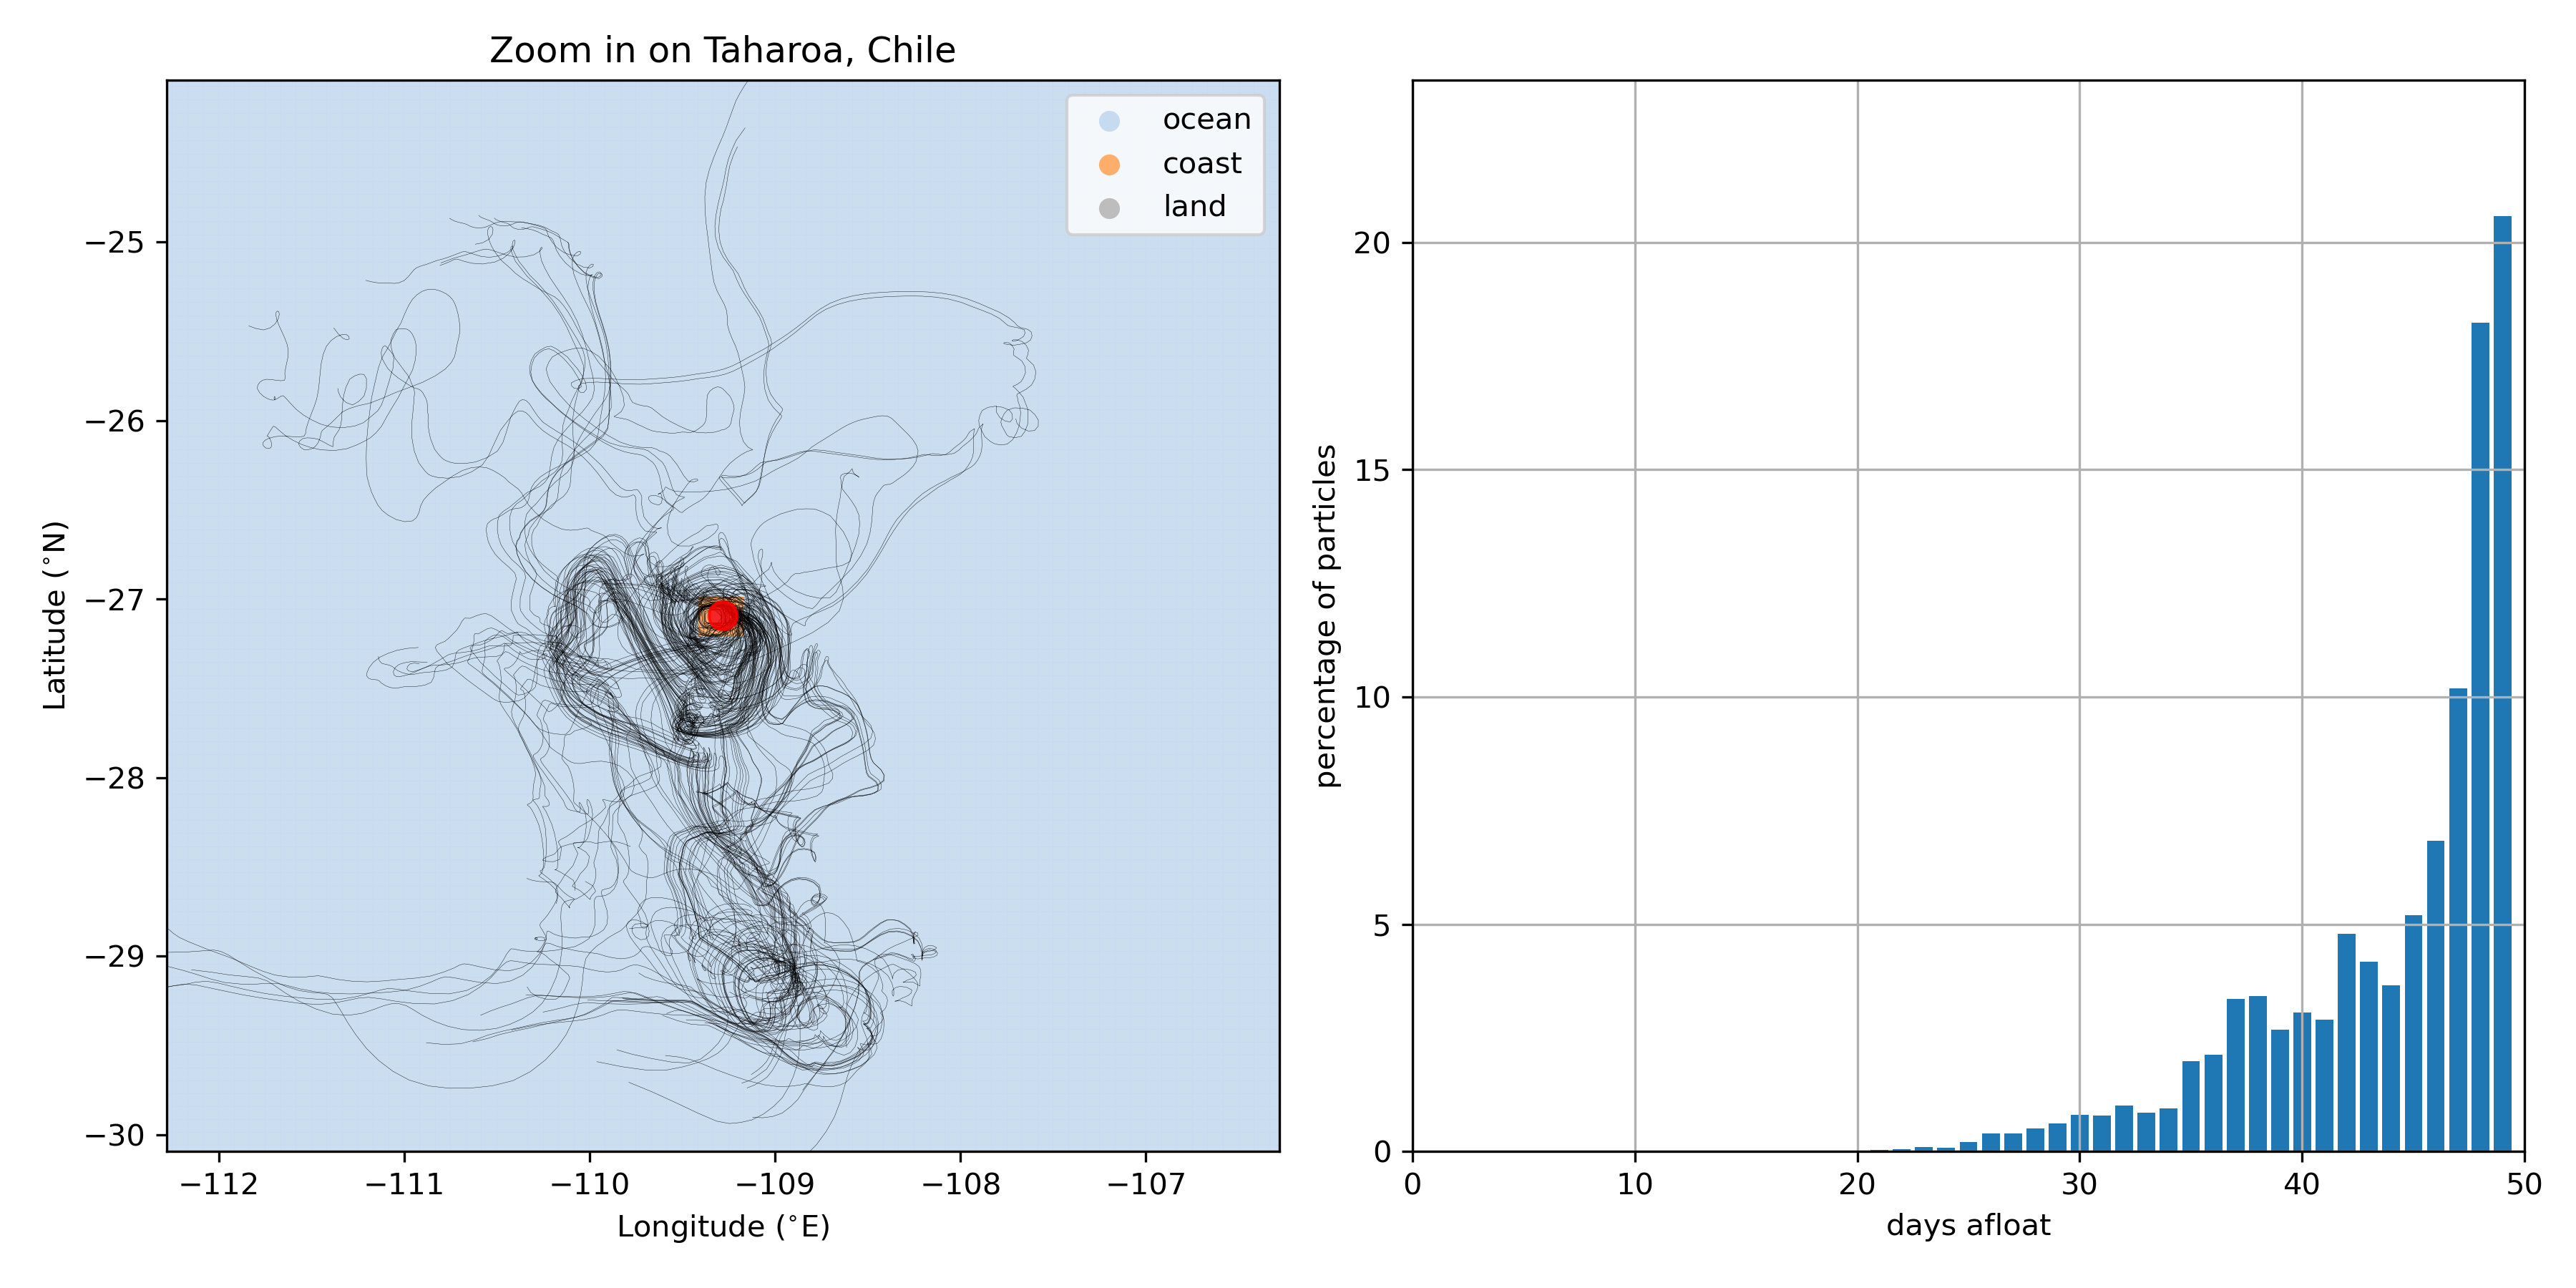 Zoom in on Taharoa, Chile
ocean
coast
land
−25
−26
−27
−28
−29
−30
Latitude (°N)
−112 −111 −110 −109 −108 −107
Longitude (°E)
20
15
10
5
0
percentage of particles
0 10 20 30 40 50
days afloat